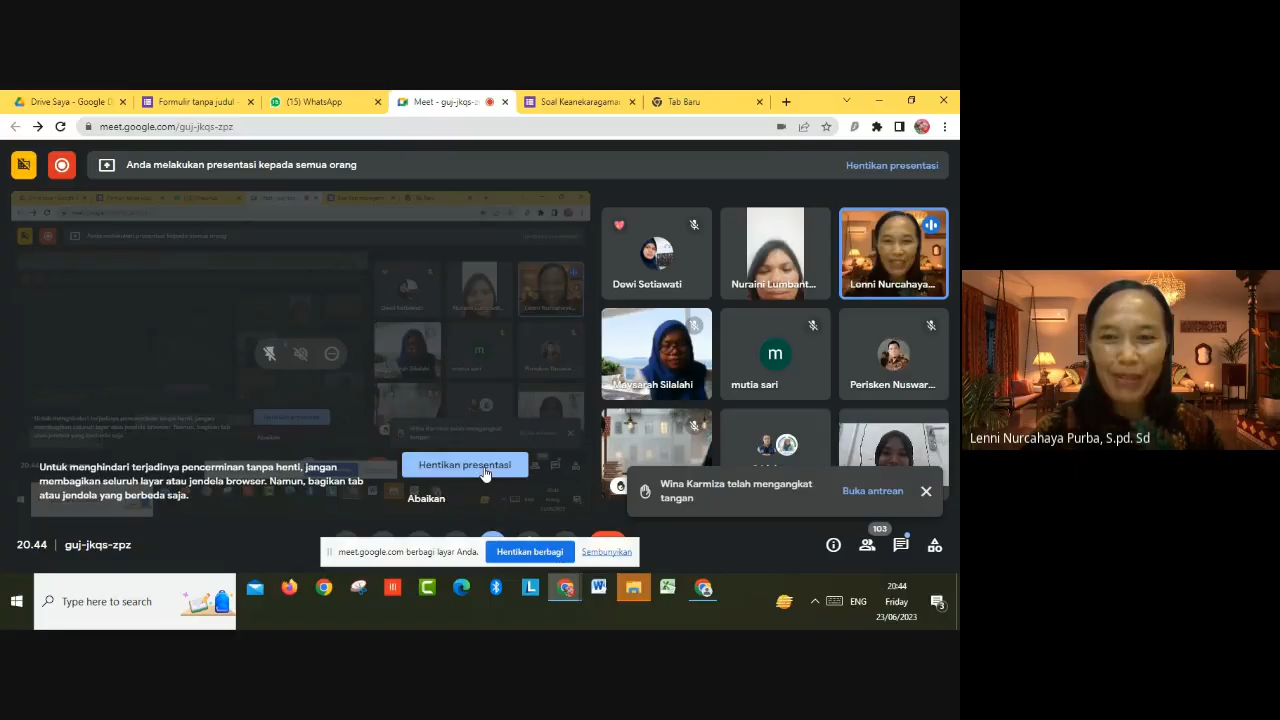 Drive Saya - Google D
Formulir tanpa judul -
(15) WhatsApp
Meet - guj-jkqs-z
Soal Keanekaragama
Tab Baru
meet.google.com/guj-jkqs-zpz
Anda melakukan presentasi kepada semua orang
Hentikan presentasi
Dewi Setiawati
Nuraini Lumbant...
Lenni Nurcahaya...
Maysarah Silalahi
m
mutia sari
Perisken Nuswar...
Lenni Nurcahaya Purba, S.pd. Sd
Untuk menghindari terjadinya pencerminan tanpa henti, jangan
membagikan seluruh layar atau jendela browser. Namun, bagikan tab
atau jendela yang berbeda saja.
Hentikan presentasi
Abaikan
Wina Karmiza telah mengangkat
tangan
Buka antrean
20.44 | guj-jkqs-zpz
103
meet.google.com berbagi layar Anda.
Hentikan berbagi
Sembunyikan
Type here to search
ENG
20:44
Friday
23/06/2023
3